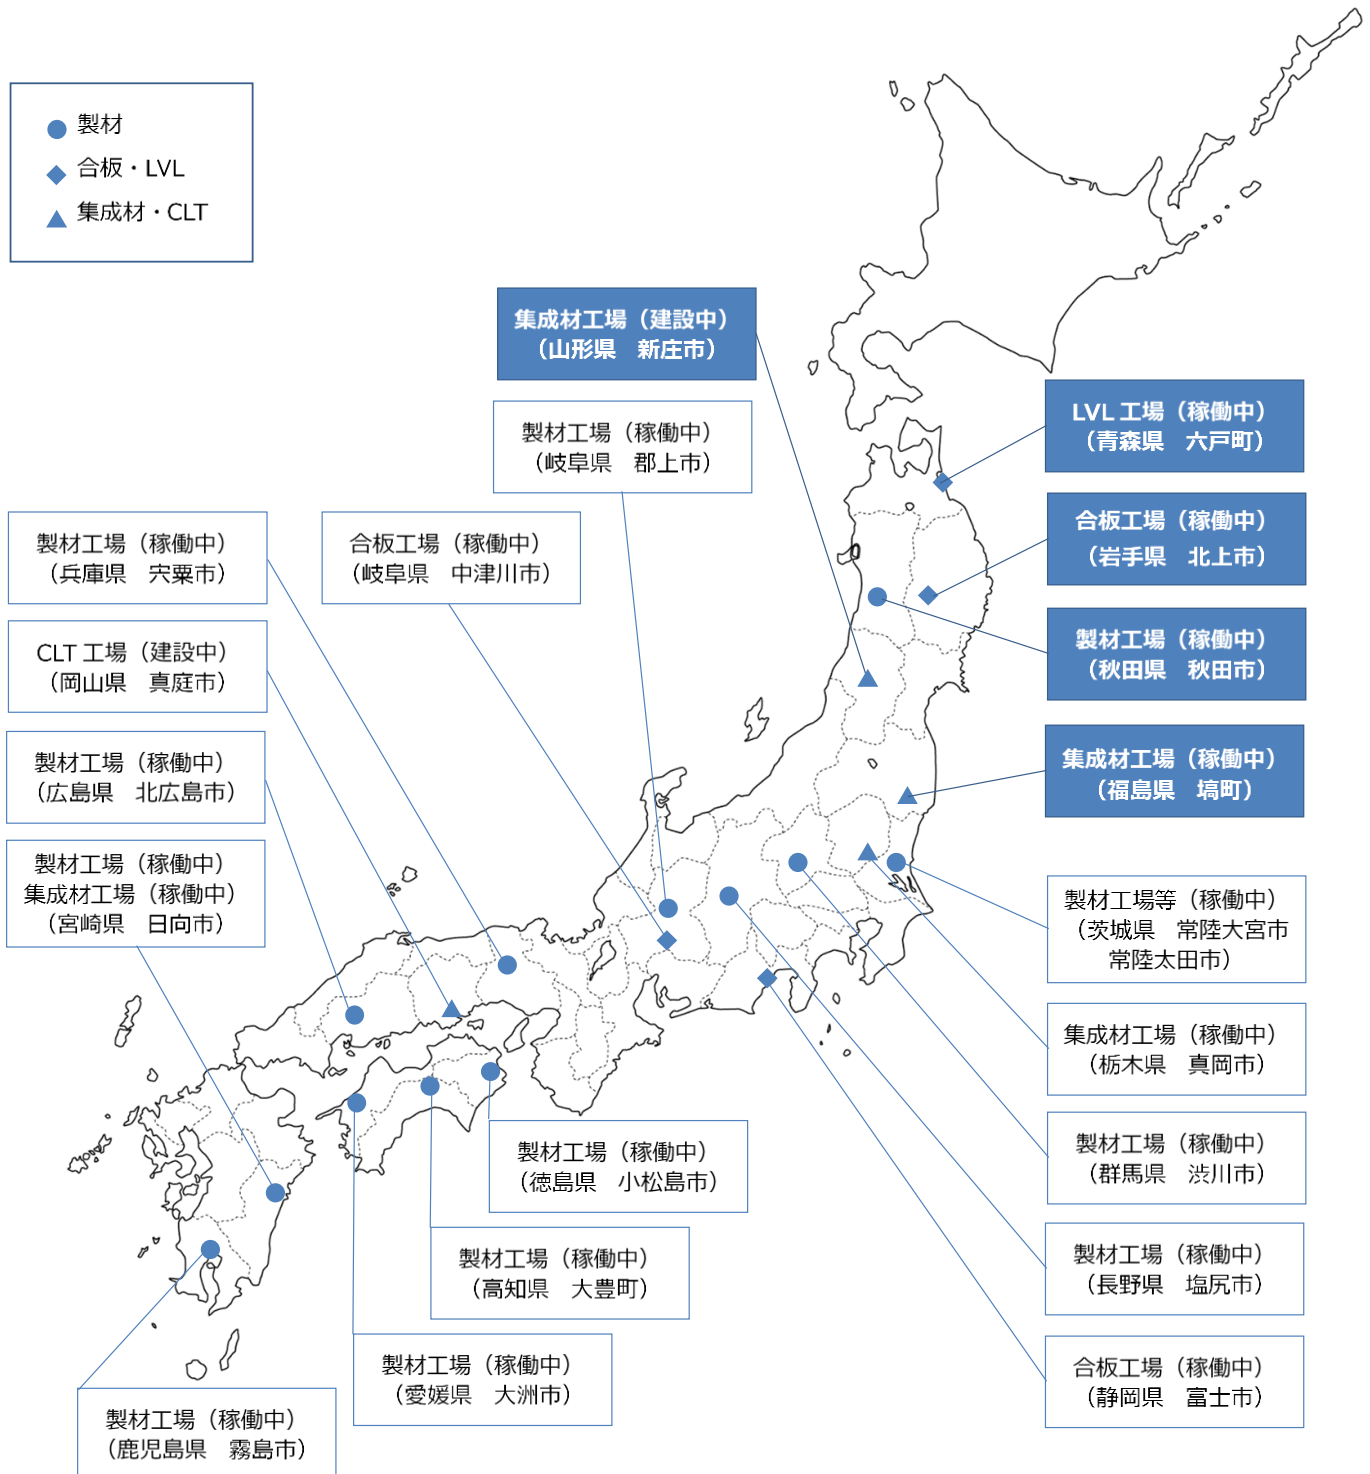 製材
合板・LVL
集成材・CLT
集成材工場（建設中）
（山形県　新庄市）
製材工場（稼働中）
（岐阜県　郡上市）
LVL 工場（稼働中）
（青森県　六戸町）
合板工場（稼働中）
（岩手県　北上市）
製材工場（稼働中）
（秋田県　秋田市）
集成材工場（稼働中）
（福島県　塙町）
製材工場（稼働中）
（兵庫県　宍粟市）
合板工場（稼働中）
（岐阜県　中津川市）
CLT 工場（建設中）
（岡山県　真庭市）
製材工場（稼働中）
（広島県　北広島市）
製材工場（稼働中）
集成材工場（稼働中）
（宮崎県　日向市）
製材工場等（稼働中）
（茨城県　常陸大宮市
常陸太田市）
集成材工場（稼働中）
（栃木県　真岡市）
製材工場（稼働中）
（群馬県　渋川市）
製材工場（稼働中）
（長野県　塩尻市）
合板工場（稼働中）
（静岡県　富士市）
製材工場（稼働中）
（徳島県　小松島市）
製材工場（稼働中）
（高知県　大豊町）
製材工場（稼働中）
（愛媛県　大洲市）
製材工場（稼働中）
（鹿児島県　霧島市）